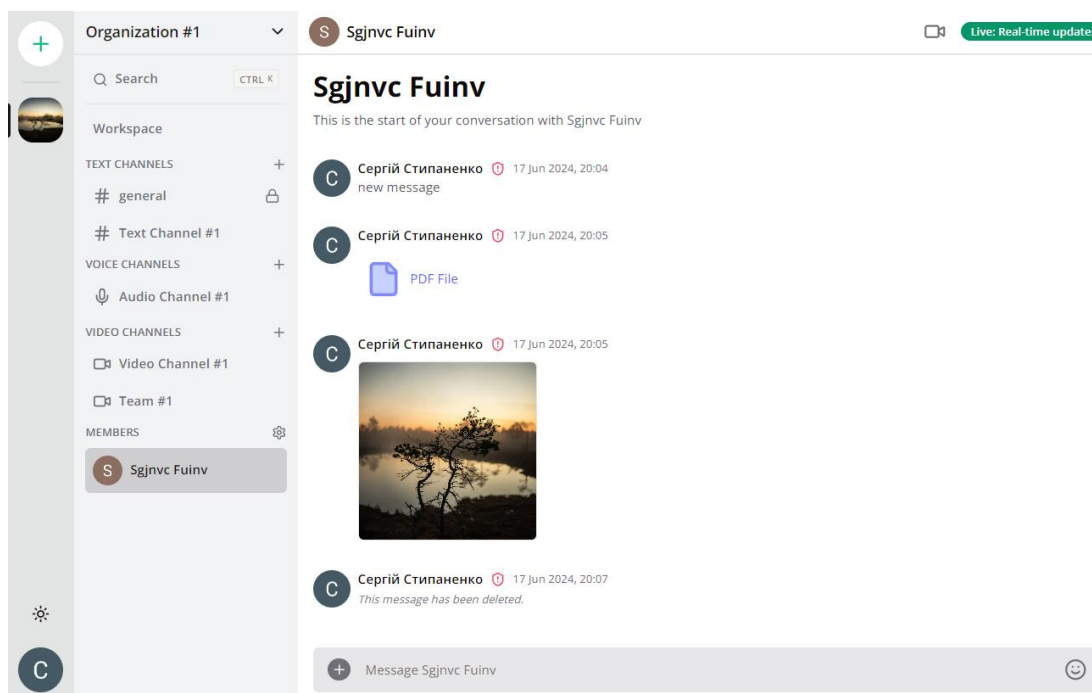 Organization #1
Search
CTRL K
Workspace
TEXT CHANNELS
general
Text Channel #1
VOICE CHANNELS
Audio Channel #1
VIDEO CHANNELS
Video Channel #1
Team #1
MEMBERS
S Sgjnvc Fuinv
С
S Sgjnvc Fuinv
Live: Real-time update
Sgjnvc Fuinv
This is the start of your conversation with Sgjnvc Fuinv
С Сергій Стипаненко 17 Jun 2024, 20:04
new message
С Сергій Стипаненко 17 Jun 2024, 20:05
PDF File
С Сергій Стипаненко 17 Jun 2024, 20:05
С Сергій Стипаненко 17 Jun 2024, 20:07
This message has been deleted.
Message Sgjnvc Fuinv